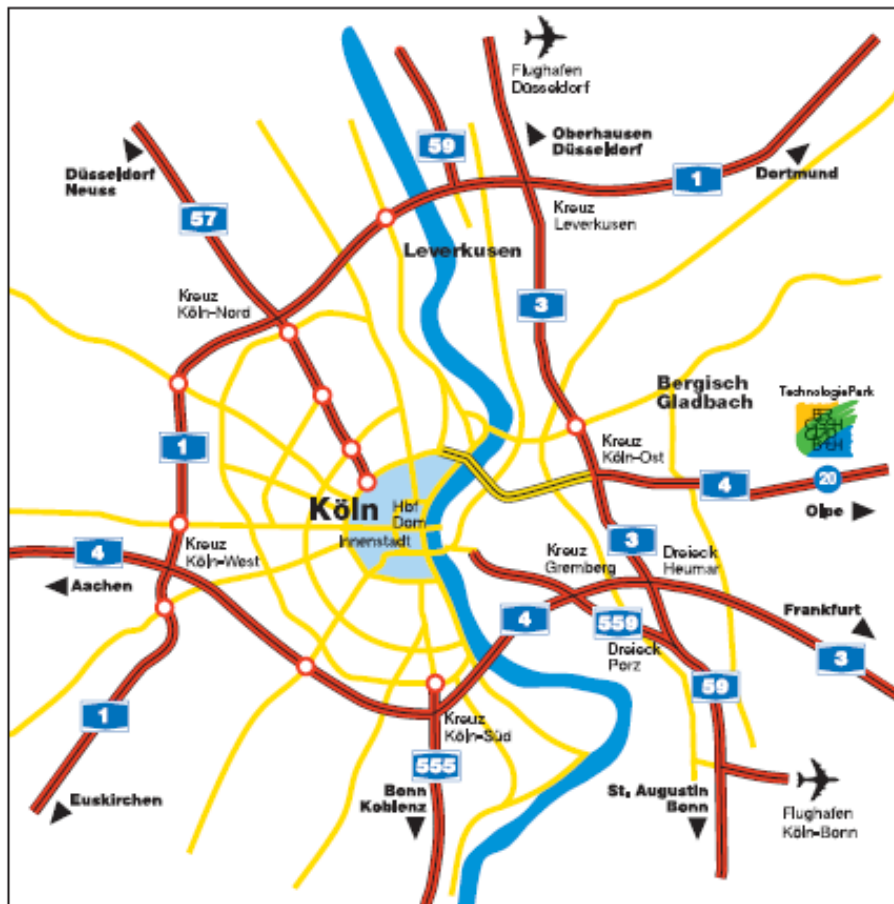 Flughafen
Düsseldorf
59
Oberhausen
Düsseldorf
Düsseldorf
Neuss
1
Dortmund
57
Kreuz
Leverkusen
Leverkusen
Kreuz
Köln-Nord
3
Bergisch
Gladbach
TechnologiePark
1
Kreuz
Köln-Ost
20
4
Köln
Hbf
Dom
Innenstadt
Olpe
4
Kreuz
Köln-West
3
Kreuz
Gremberg
Dreieck
Heumar
Aachen
4
559
Frankfurt
Dreieck
Porz
3
59
1
Kreuz
Köln-Süd
555
Euskirchen
Bonn
Koblenz
St. Augustin
Bonn
Flughafen
Köln-Bonn